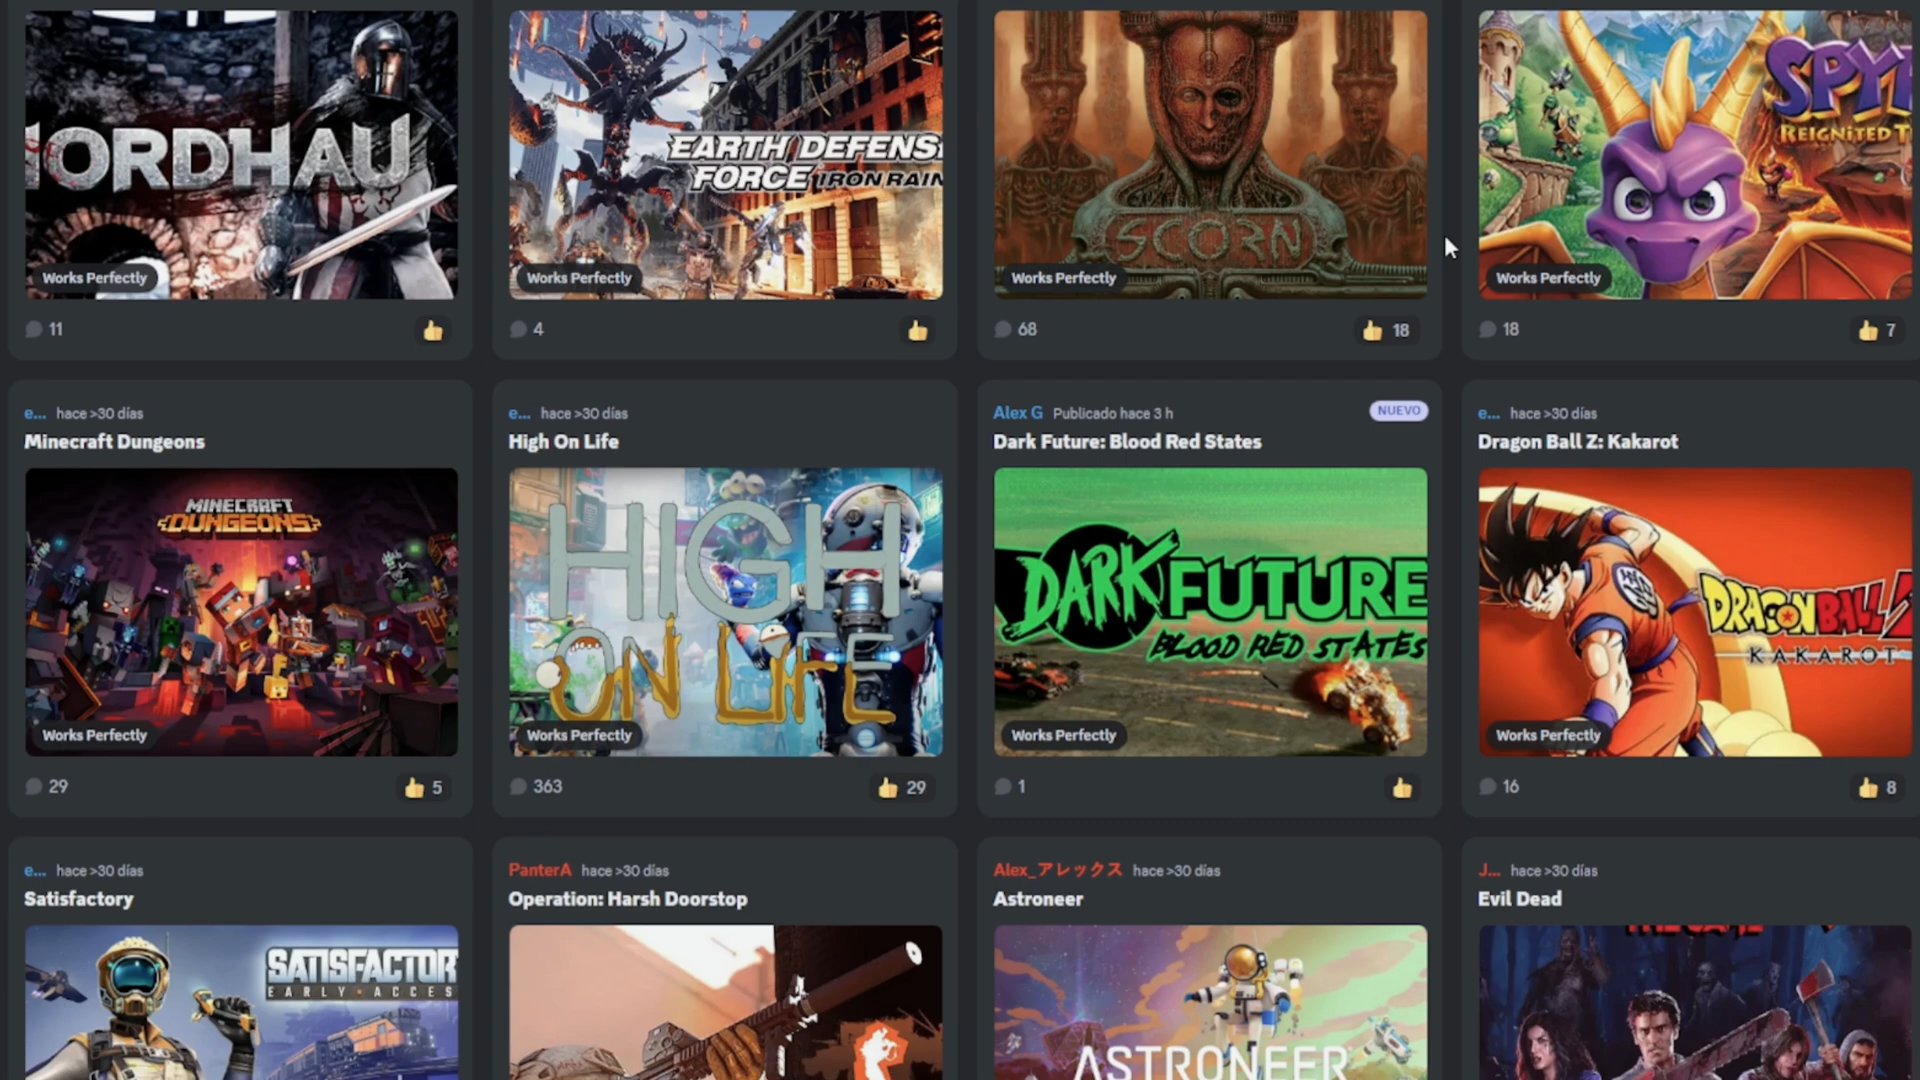 MORDHAU
EARTH DEFENSE
FORCE IRON RAIN
SCORN
SPYR
REIGNITED T
Works Perfectly
Works Perfectly
Works Perfectly
Works Perfectly
11
4
68
18
18
7
e... hace >30 días
Minecraft Dungeons
MINECRAFT
DUNGEONS
Works Perfectly
29
5
e... hace >30 días
High On Life
HIGH
ON LIFE
Works Perfectly
363
29
Alex G Publicado hace 3 h
NUEVO
Dark Future: Blood Red States
DARK FUTURE
BLOOD RED STATES
Works Perfectly
1
e... hace >30 días
Dragon Ball Z: Kakarot
DRAGON BALL Z
KAKAROT
Works Perfectly
16
8
e... hace >30 días
Satisfactory
SATISFACTOR
EARLY ACCES
PanterA hace >30 días
Operation: Harsh Doorstop
Alex_アレックス hace >30 días
Astroneer
ASTRONEER
J... hace >30 días
Evil Dead
THE GAME